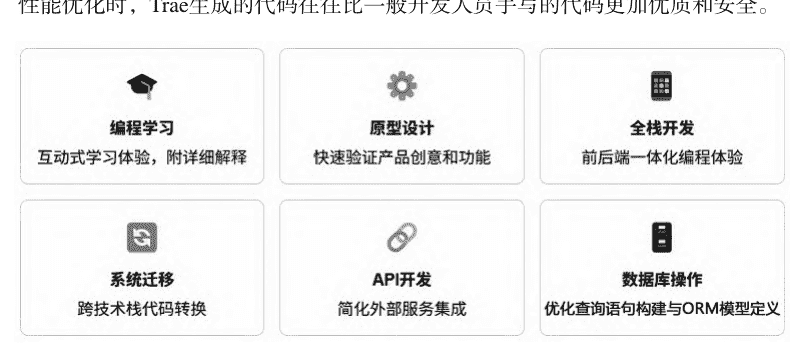 性能优化时，Trae生成的代码往往比一般开发人员手写的代码更加优质和安全。
编程学习
互动式学习体验，附详细解释
原型设计
快速验证产品创意和功能
全栈开发
前后端一体化编程体验
系统迁移
跨技术栈代码转换
API开发
简化外部服务集成
数据库操作
优化查询语句构建与ORM模型定义